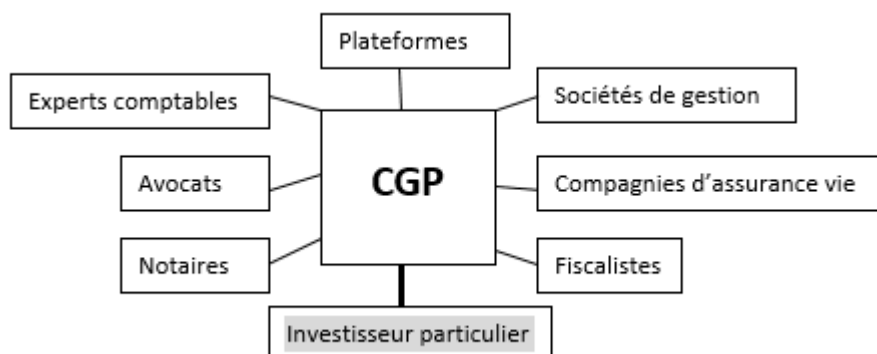 Plateformes
Experts comptables
Sociétés de gestion
CGP
Avocats
Compagnies d’assurance vie
Notaires
Fiscalistes
Investisseur particulier